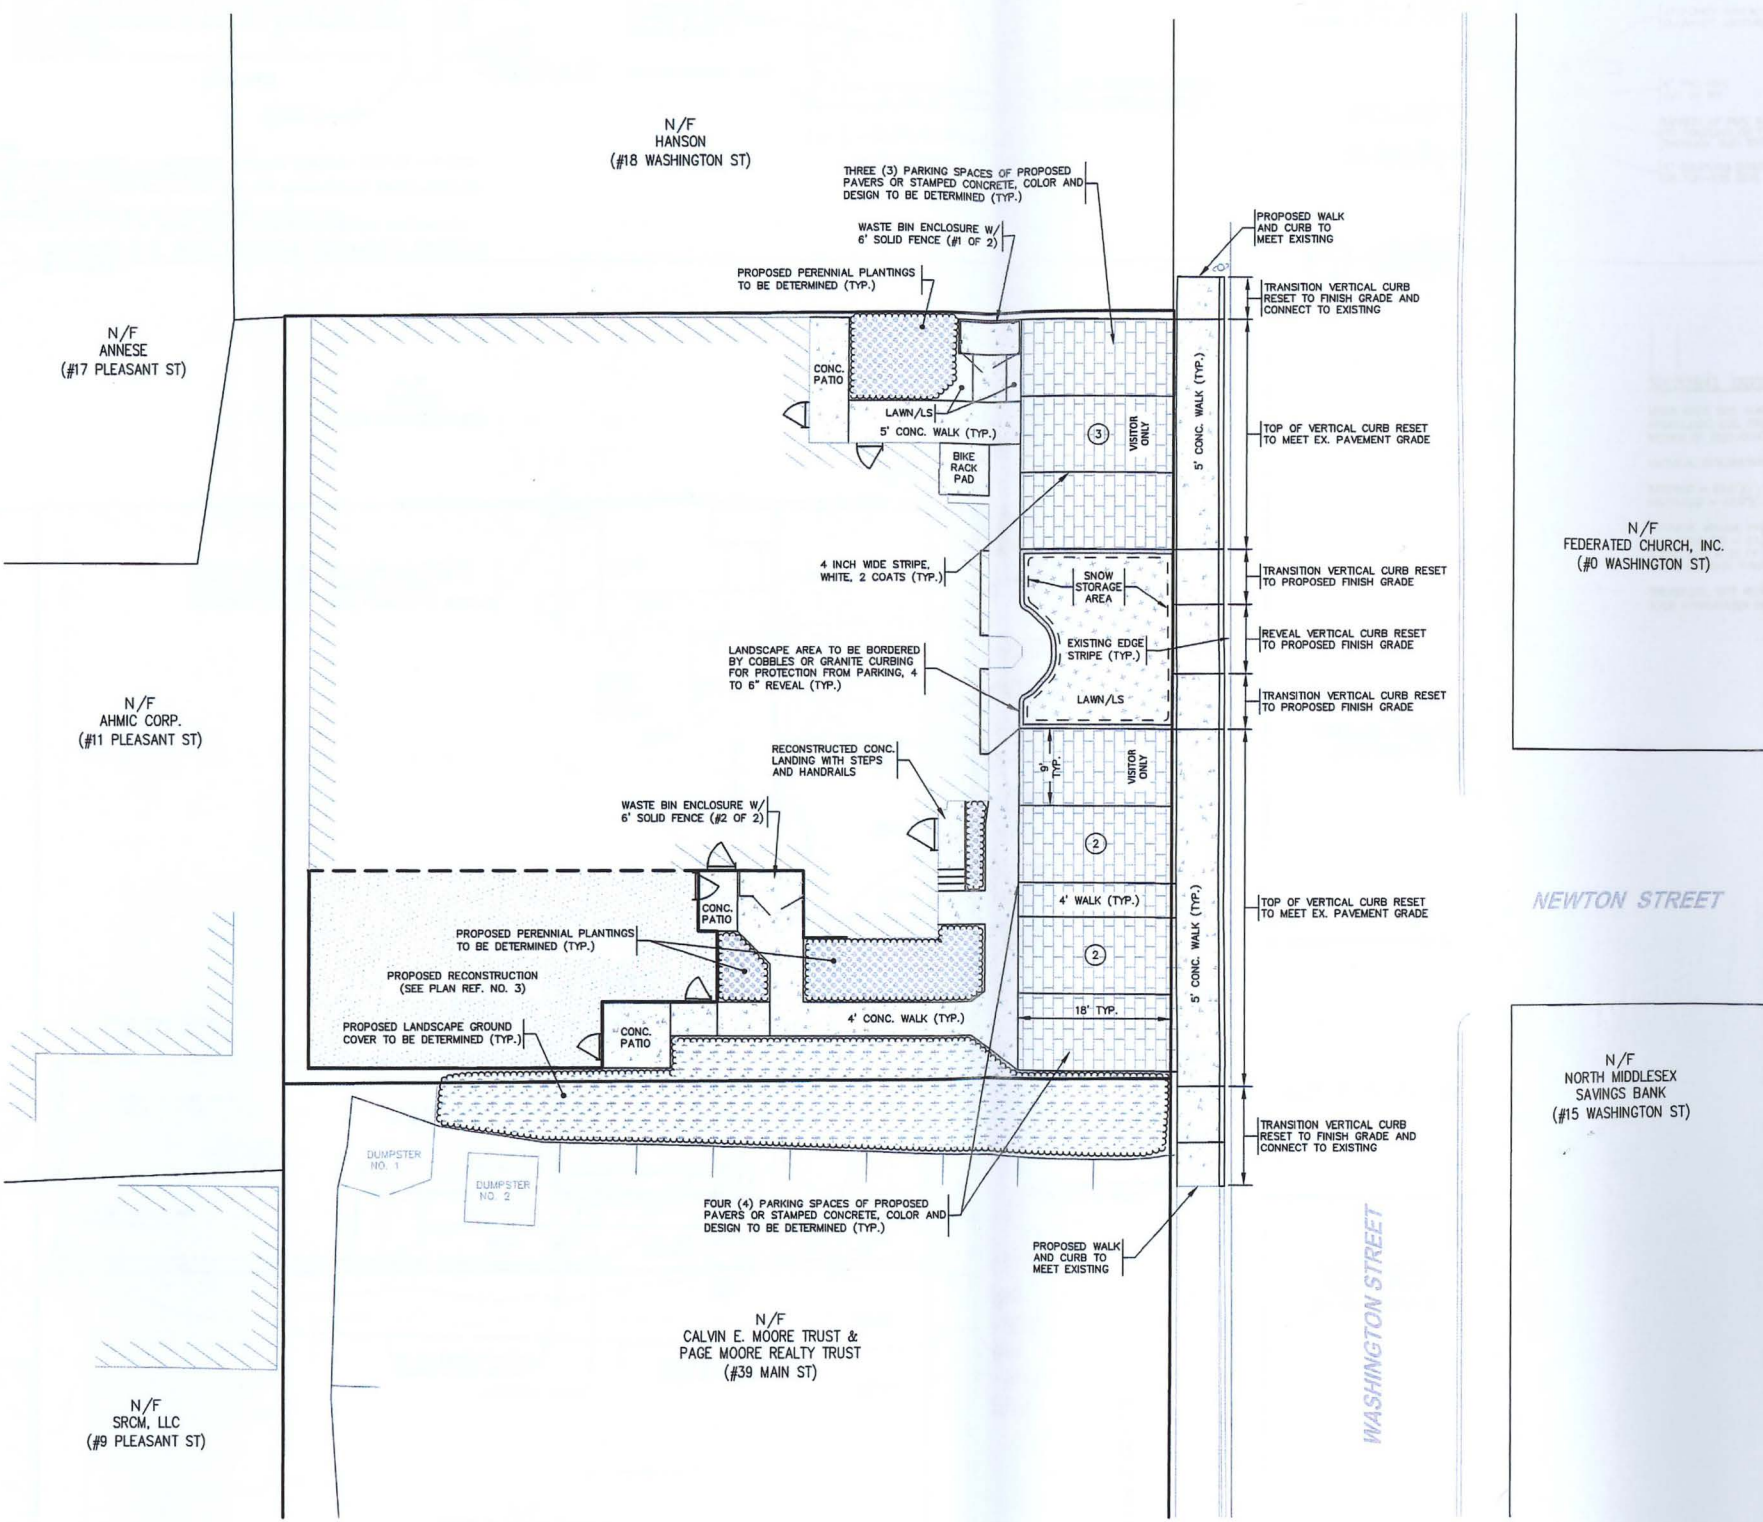 N/F
HANSON
(#18 WASHINGTON ST)
THREE (3) PARKING SPACES OF PROPOSED
PAVERS OR STAMPED CONCRETE, COLOR AND
DESIGN TO BE DETERMINED (TYP.)
WASTE BIN ENCLOSURE W/
6' SOLID FENCE (#1 OF 2)
PROPOSED PERENNIAL PLANTINGS
TO BE DETERMINED (TYP.)
PROPOSED WALK
AND CURB TO
MEET EXISTING
TRANSITION VERTICAL CURB
RESET TO FINISH GRADE AND
CONNECT TO EXISTING
N/F
ANNESE
(#17 PLEASANT ST)
CONC.
PATIO
LAWN/LS
5' CONC. WALK (TYP.)
BIKE
RACK
PAD
3
VISITOR
ONLY
5' CONC. WALK (TYP.)
TOP OF VERTICAL CURB RESET
TO MEET EX. PAVEMENT GRADE
N/F
FEDERATED CHURCH, INC.
(#0 WASHINGTON ST)
4 INCH WIDE STRIPE,
WHITE, 2 COATS (TYP.)
SNOW
STORAGE
AREA
TRANSITION VERTICAL CURB RESET
TO PROPOSED FINISH GRADE
EXISTING EDGE
STRIPE (TYP.)
REVEAL VERTICAL CURB RESET
TO PROPOSED FINISH GRADE
LANDSCAPE AREA TO BE BORDERED
BY COBBLES OR GRANITE CURBING
FOR PROTECTION FROM PARKING, 4
TO 6" REVEAL (TYP.)
LAWN/LS
TRANSITION VERTICAL CURB RESET
TO PROPOSED FINISH GRADE
N/F
AHMIC CORP.
(#11 PLEASANT ST)
RECONSTRUCTED CONC.
LANDING WITH STEPS
AND HANDRAILS
9'
TYP.
VISITOR
ONLY
WASTE BIN ENCLOSURE W/
6' SOLID FENCE (#2 OF 2)
2
4' WALK (TYP.)
2
5' CONC. WALK (TYP.)
TOP OF VERTICAL CURB RESET
TO MEET EX. PAVEMENT GRADE
NEWTON STREET
CONC.
PATIO
PROPOSED PERENNIAL PLANTINGS
TO BE DETERMINED (TYP.)
PROPOSED RECONSTRUCTION
(SEE PLAN REF. NO. 3)
18' TYP.
4' CONC. WALK (TYP.)
PROPOSED LANDSCAPE GROUND
COVER TO BE DETERMINED (TYP.)
CONC.
PATIO
N/F
NORTH MIDDLESEX
SAVINGS BANK
(#15 WASHINGTON ST)
TRANSITION VERTICAL CURB
RESET TO FINISH GRADE AND
CONNECT TO EXISTING
DUMPSTER
NO. 1
DUMPSTER
NO. 2
FOUR (4) PARKING SPACES OF PROPOSED
PAVERS OR STAMPED CONCRETE, COLOR AND
DESIGN TO BE DETERMINED (TYP.)
PROPOSED WALK
AND CURB TO
MEET EXISTING
WASHINGTON STREET
N/F
CALVIN E. MOORE TRUST &
PAGE MOORE REALTY TRUST
(#39 MAIN ST)
N/F
SRCM, LLC
(#9 PLEASANT ST)